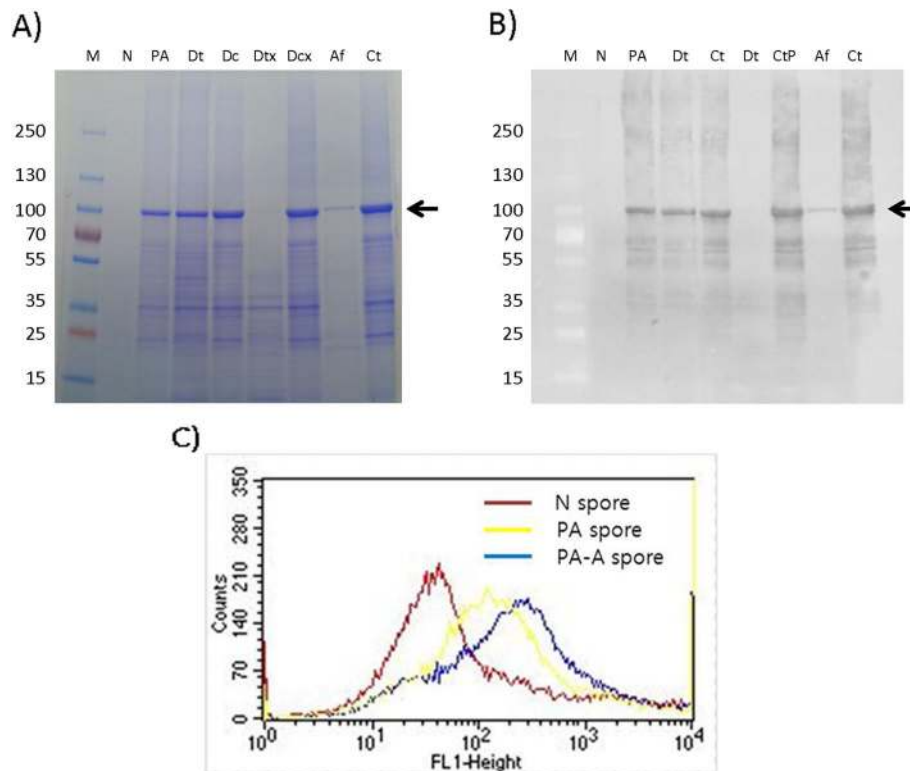 A)
M N PA Dt Dc Dtx Dcx Af Ct
250
130
100
70
55
35
25
15
B)
M N PA Dt Ct Dt CtP Af Ct
250
130
100
70
55
35
25
15
C)
350
280
210
140
70
0
Counts
N spore
PA spore
PA-A spore
10^0 10^1 10^2 10^3 10^4
FL1-Height